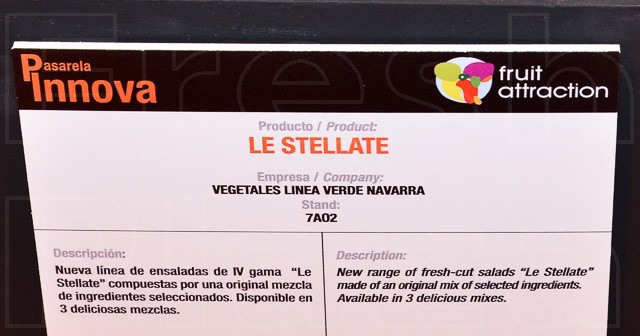 Pasarela
Innova
fruit
attraction
Producto / Product:
LE STELLATE
Empresa / Company:
VEGETALES LINEA VERDE NAVARRA
Stand:
7A02
Descripción:
Nueva línea de ensaladas de IV gama “Le
Stellate” compuestas por una original mezcla
de ingredientes seleccionados. Disponible en
3 deliciosas mezclas.
Description:
New range of fresh-cut salads “Le Stellate”
made of an original mix of selected ingredients.
Available in 3 delicious mixes.